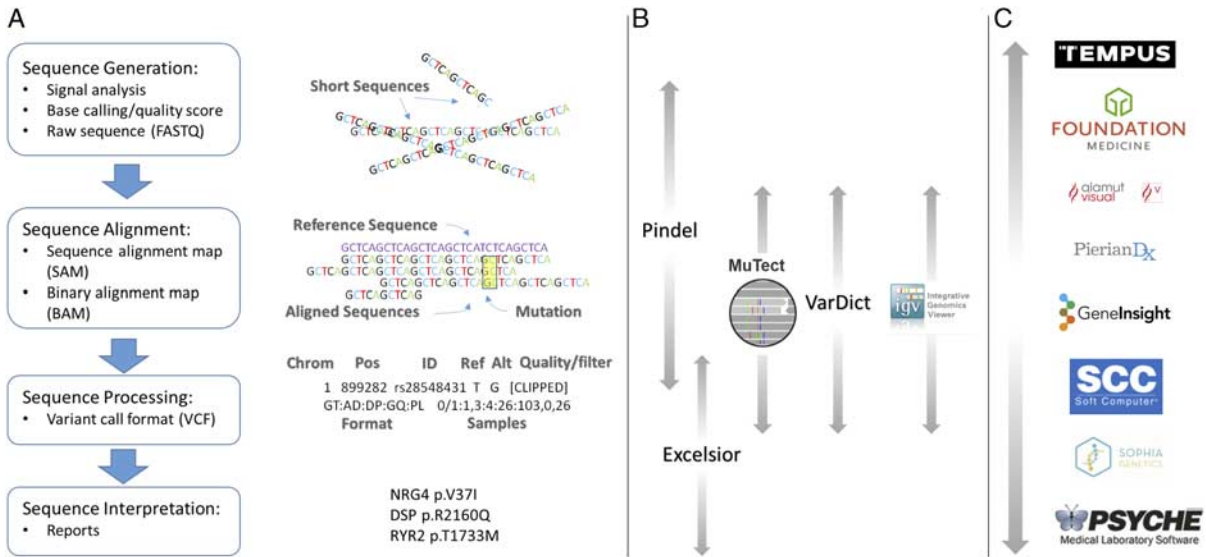 A
Sequence Generation:
• Signal analysis
• Base calling/quality score
• Raw sequence (FASTQ)
Sequence Alignment:
• Sequence alignment map
(SAM)
• Binary alignment map
(BAM)
Sequence Processing:
• Variant call format (VCF)
Sequence Interpretation:
• Reports
GCTCAGCTCAGC
Short Sequences
Reference Sequence
GCTCAGCTCAGCTCAGCTCATCTCAGCTCA
GCTCAGCTCAG
Aligned Sequences
Mutation
Chrom Pos ID Ref Alt Quality/filter
1 899282 rs28548431 T G [CLIPPED]
GT:AD:DP:GQ:PL 0/1:1,3:4:26:103,0,26
Format Samples
NRG4 p.V37I
DSP p.R2160Q
RYR2 p.T1733M
B
Pindel
MuTect
VarDict
igv Integrative
Genomics
Viewer
Excelsior
C
TEMPUS
FOUNDATION
MEDICINE
alamut
visual
v
PierianDx
GeneInsight
SCC
Soft Computer
SOPHIA
GENETICS
PSYCHE
Medical Laboratory Software